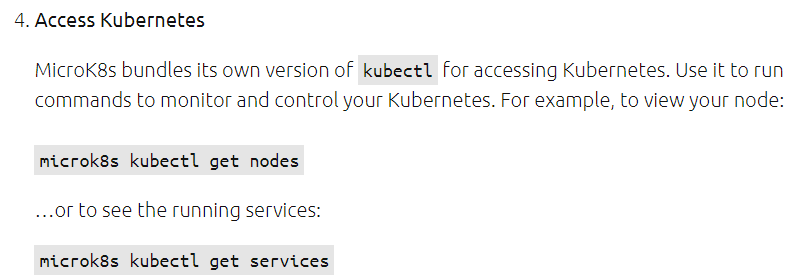 4. Access Kubernetes
MicroK8s bundles its own version of kubectl for accessing Kubernetes. Use it to run
commands to monitor and control your Kubernetes. For example, to view your node:
microk8s kubectl get nodes
…or to see the running services:
microk8s kubectl get services